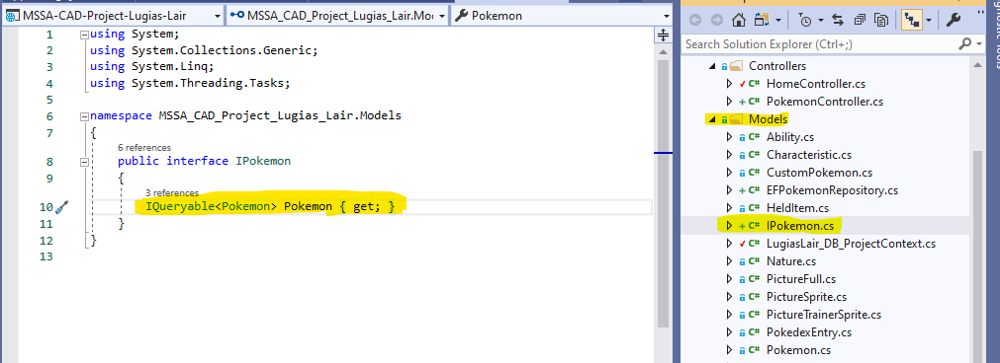 MSSA-CAD-Project-Lugias-Lair
MSSA_CAD_Project_Lugias_Lair.Mo
Pokemon
1 using System;
2 using System.Collections.Generic;
3 using System.Linq;
4 using System.Threading.Tasks;
5
6 namespace MSSA_CAD_Project_Lugias_Lair.Models
7 {
6 references
8 public interface IPokemon
9 {
3 references
10 IQueryable<Pokemon> Pokemon { get; }
11 }
12 }
13
Search Solution Explorer (Ctrl+;)
Controllers
C# HomeController.cs
C# PokemonController.cs
Models
C# Ability.cs
C# Characteristic.cs
C# CustomPokemon.cs
C# EFPokemonRepository.cs
C# HeldItem.cs
C# IPokemon.cs
C# LugiasLair_DB_ProjectContext.cs
C# Nature.cs
C# PictureFull.cs
C# PictureSprite.cs
C# PictureTrainerSprite.cs
C# PokedexEntry.cs
C# Pokemon.cs
Tools